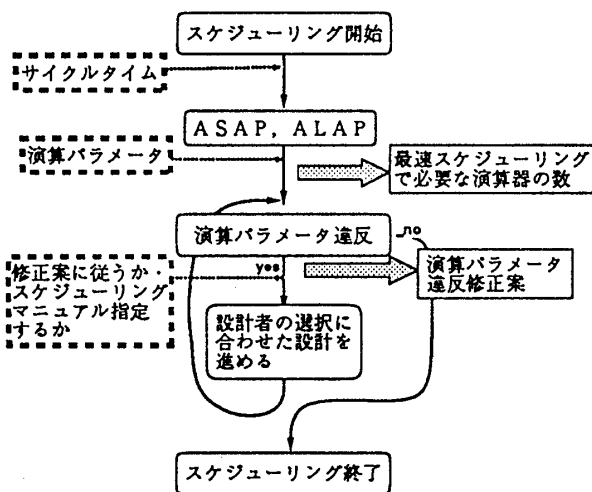 スケジューリング開始
サイクルタイム
ASAP, ALAP
演算パラメータ
最速スケジューリング
で必要な演算器の数
演算パラメータ違反
no
修正案に従うか・
スケジューリング
マニュアル指定
するか
yes
演算パラメータ
違反修正案
設計者の選択に
合わせた設計を
進める
スケジューリング終了